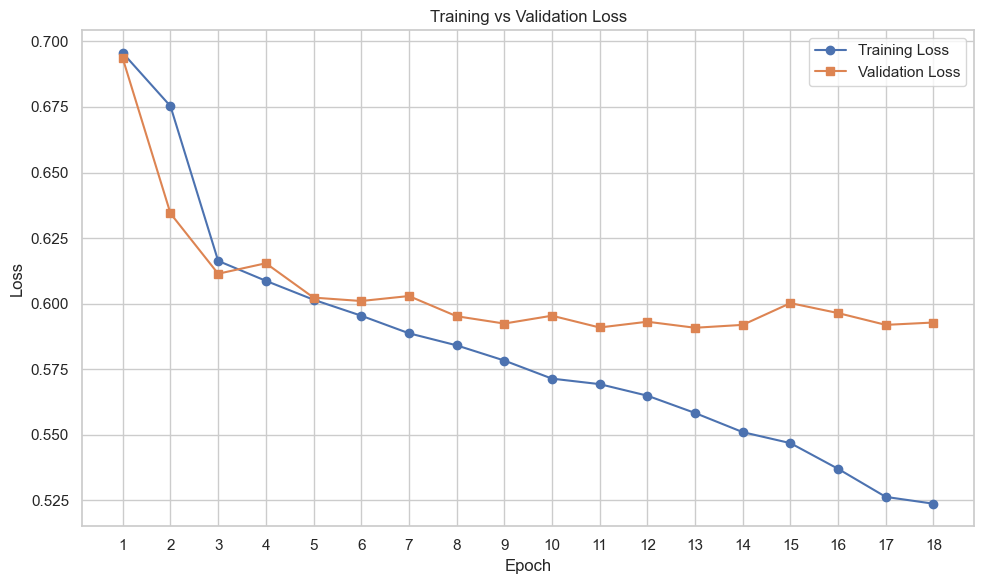 Training vs Validation Loss
Training Loss
Validation Loss
0.700
0.675
0.650
0.625
0.600
0.575
0.550
0.525
Loss
1 2 3 4 5 6 7 8 9 10 11 12 13 14 15 16 17 18
Epoch